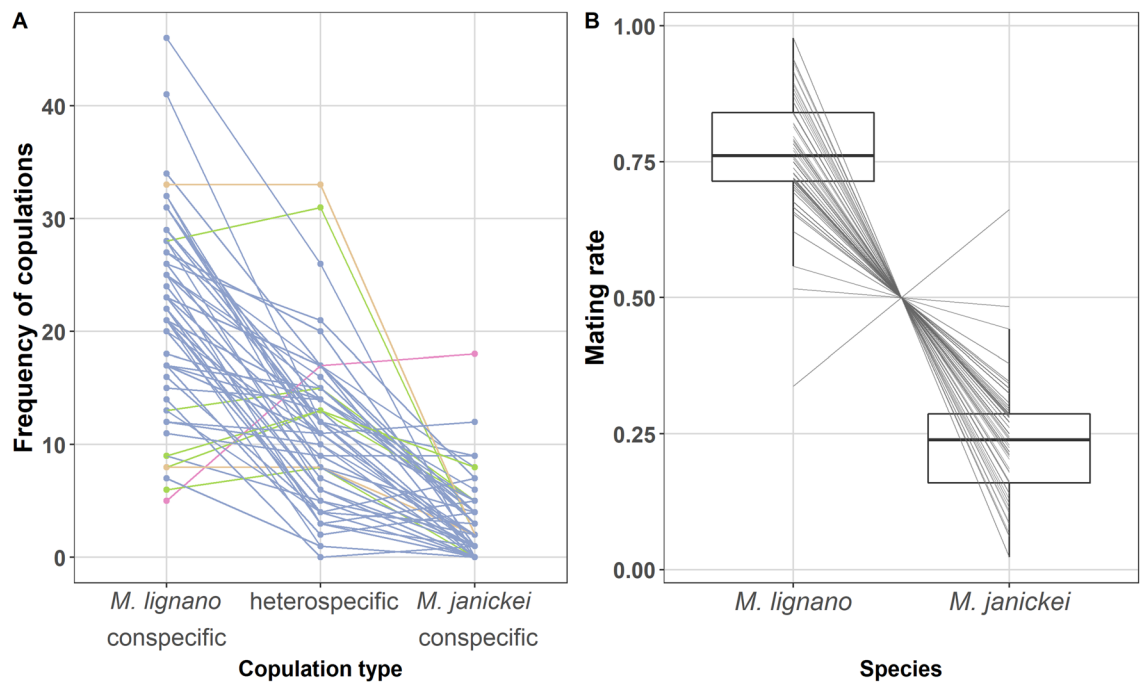 A
Frequency of copulations
40
30
20
10
0
M. lignano conspecific
heterospecific
M. janickei conspecific
Copulation type
B
Mating rate
1.00
0.75
0.50
0.25
0.00
M. lignano
M. janickei
Species